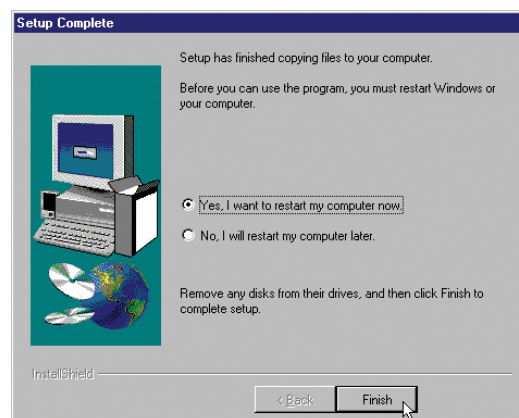 Setup Complete
Setup has finished copying files to your computer.
Before you can use the program, you must restart Windows or
your computer.
Yes, I want to restart my computer now.
No, I will restart my computer later.
Remove any disks from their drives, and then click Finish to
complete setup.
InstallShield
< Back
Finish